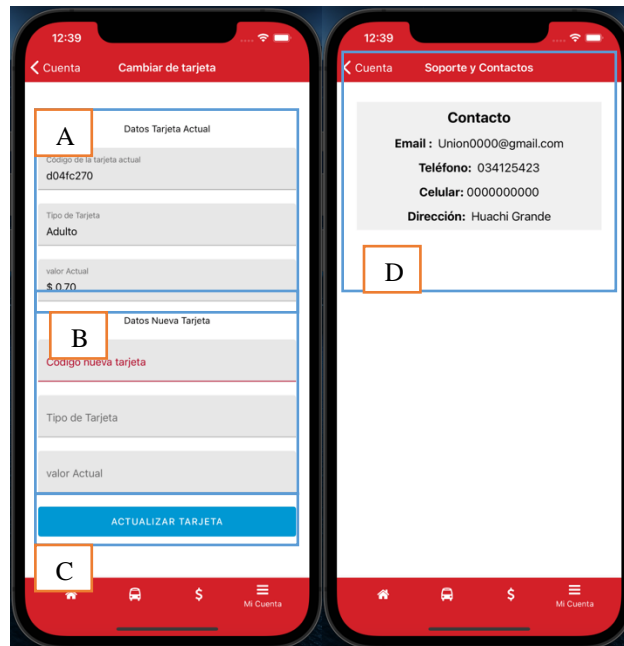 12:39
Cuenta
Cambiar de tarjeta
A
Datos Tarjeta Actual
Código de la tarjeta actual
d04fc270
Tipo de Tarjeta
Adulto
valor Actual
$ 0.70
B
Datos Nueva Tarjeta
Código nueva tarjeta
Tipo de Tarjeta
valor Actual
ACTUALIZAR TARJETA
C
$
Mi Cuenta
12:39
Cuenta
Soporte y Contactos
Contacto
Email : Union0000@gmail.com
Teléfono: 034125423
Celular: 0000000000
Dirección: Huachi Grande
D
$
Mi Cuenta